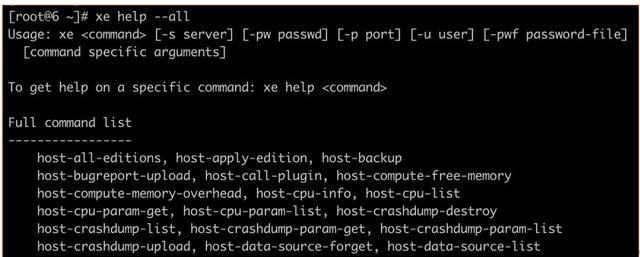 [root@6 ~]# xe help --all
Usage: xe <command> [-s server] [-pw passwd] [-p port] [-u user] [-pwf password-file]
[command specific arguments]
To get help on a specific command: xe help <command>
Full command list
-----------------
host-all-editions, host-apply-edition, host-backup
host-bugreport-upload, host-call-plugin, host-compute-free-memory
host-compute-memory-overhead, host-cpu-info, host-cpu-list
host-cpu-param-get, host-cpu-param-list, host-crashdump-destroy
host-crashdump-list, host-crashdump-param-get, host-crashdump-param-list
host-crashdump-upload, host-data-source-forget, host-data-source-list